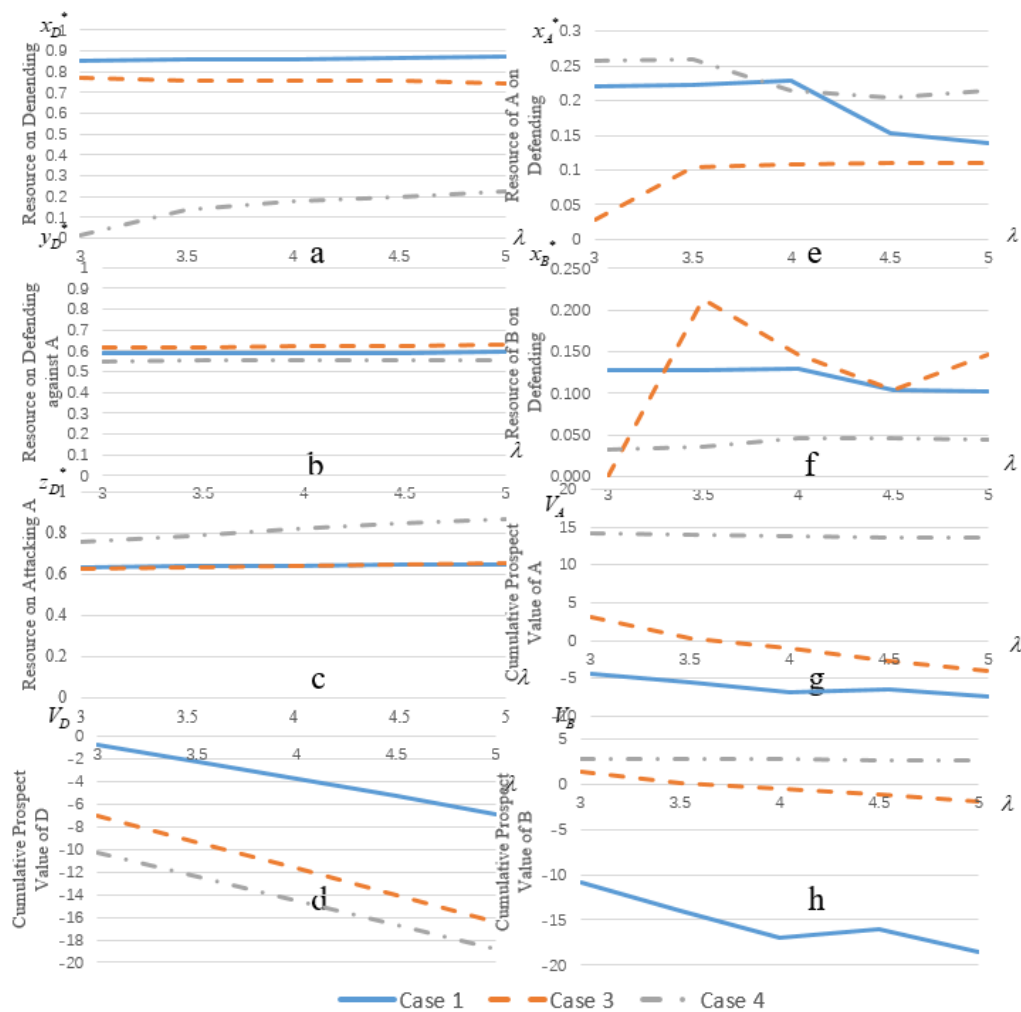 x_D*
Resource on Denending
1
0.9
0.8
0.7
0.6
0.5
0.4
0.3
0.2
0.1
0
3 3.5 4 4.5 5
λ
a
y_D*
Resource on Defending
against A
1
0.9
0.8
0.7
0.6
0.5
0.4
0.3
0.2
0.1
0
3 3.5 4 4.5 5
λ
b
z_D*
Resource on Attacking A
1
0.8
0.6
0.4
0.2
0
3 3.5 4 4.5 5
λ
c
V_D
Cumulative Prospect
Value of D
0
-2
-4
-6
-8
-10
-12
-14
-16
-18
-20
3 3.5 4 4.5 5
λ
d
x_A*
Resource of A on
Defending
0.3
0.25
0.2
0.15
0.1
0.05
0
3 3.5 4 4.5 5
λ
e
x_B*
Resource of B on
Defending
0.250
0.200
0.150
0.100
0.050
0.000
3 3.5 4 4.5 5
λ
f
V_A
Cumulative Prospect
Value of A
20
15
10
5
0
-5
-10
3 3.5 4 4.5 5
λ
g
V_B
Cumulative Prospect
Value of B
5
0
-5
-10
-15
-20
3 3.5 4 4.5 5
λ
h
Case 1 Case 3 Case 4